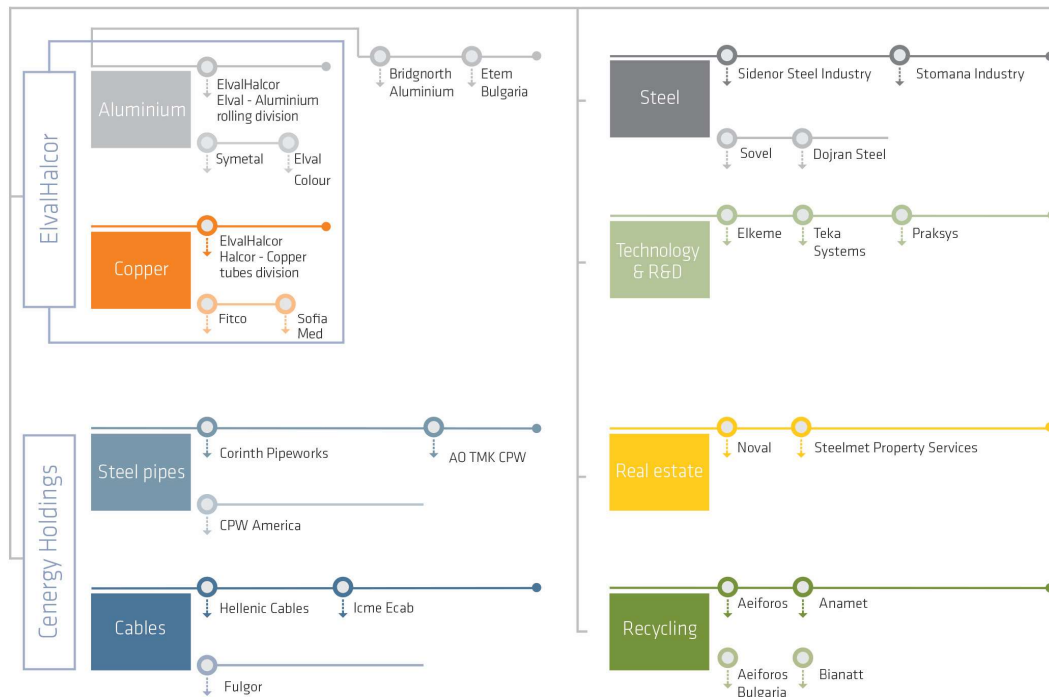 ElvalHalcor
Aluminium
ElvalHalcor
Elval - Aluminium
rolling division
Bridgnorth
Aluminium
Etem
Bulgaria
Symetal
Elval
Colour
Copper
ElvalHalcor
Halcor - Copper
tubes division
Fitco
Sofia
Med
Cenergy Holdings
Steel pipes
Corinth Pipeworks
AO TMK CPW
CPW America
Cables
Hellenic Cables
Icme Ecab
Fulgor
Steel
Sidenor Steel Industry
Stomana Industry
Sovel
Dojran Steel
Technology
& R&D
Elkeme
Teka
Systems
Praksys
Real estate
Noval
Steelmet Property Services
Recycling
Aeiforos
Anamet
Aeiforos
Bulgaria
Bianatt